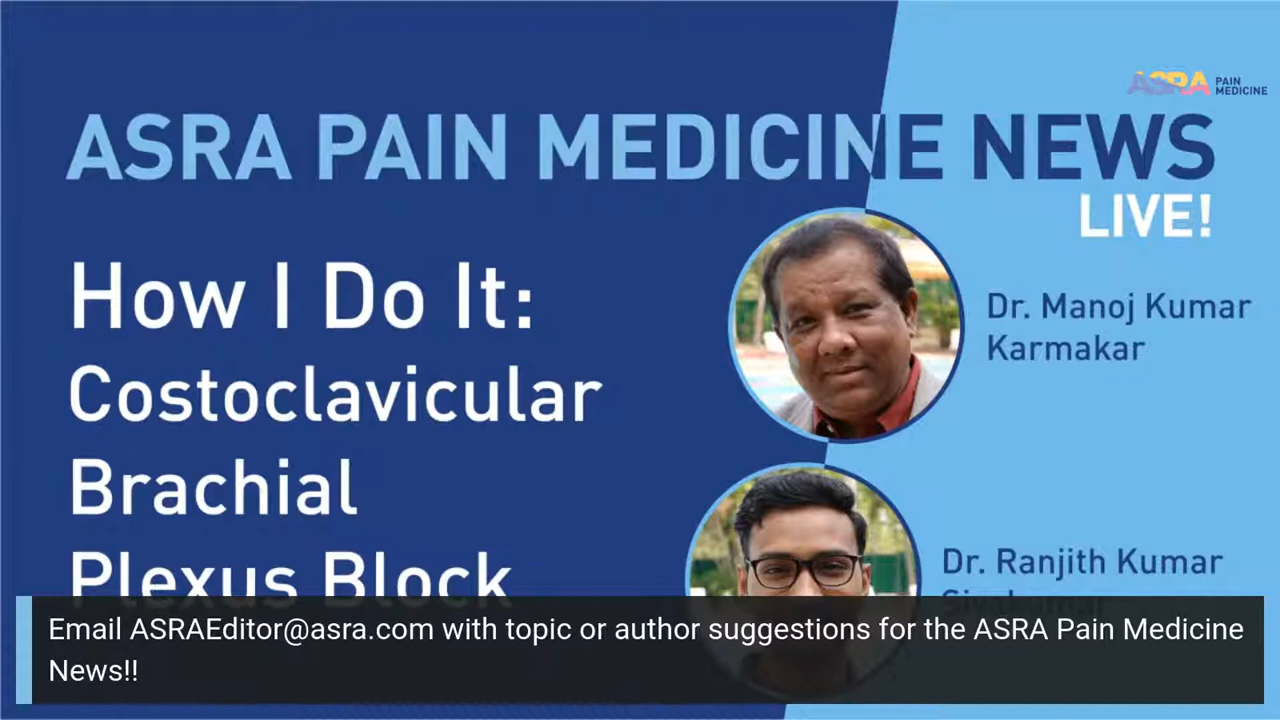 ASRA PAIN
MEDICINE
ASRA PAIN MEDICINE NEWS
LIVE!
How I Do It:
Costoclavicular
Brachial
Plexus Block
Dr. Manoj Kumar
Karmakar
Dr. Ranjith Kumar
Sivakumar
Email ASRAEditor@asra.com with topic or author suggestions for the ASRA Pain Medicine
News!!